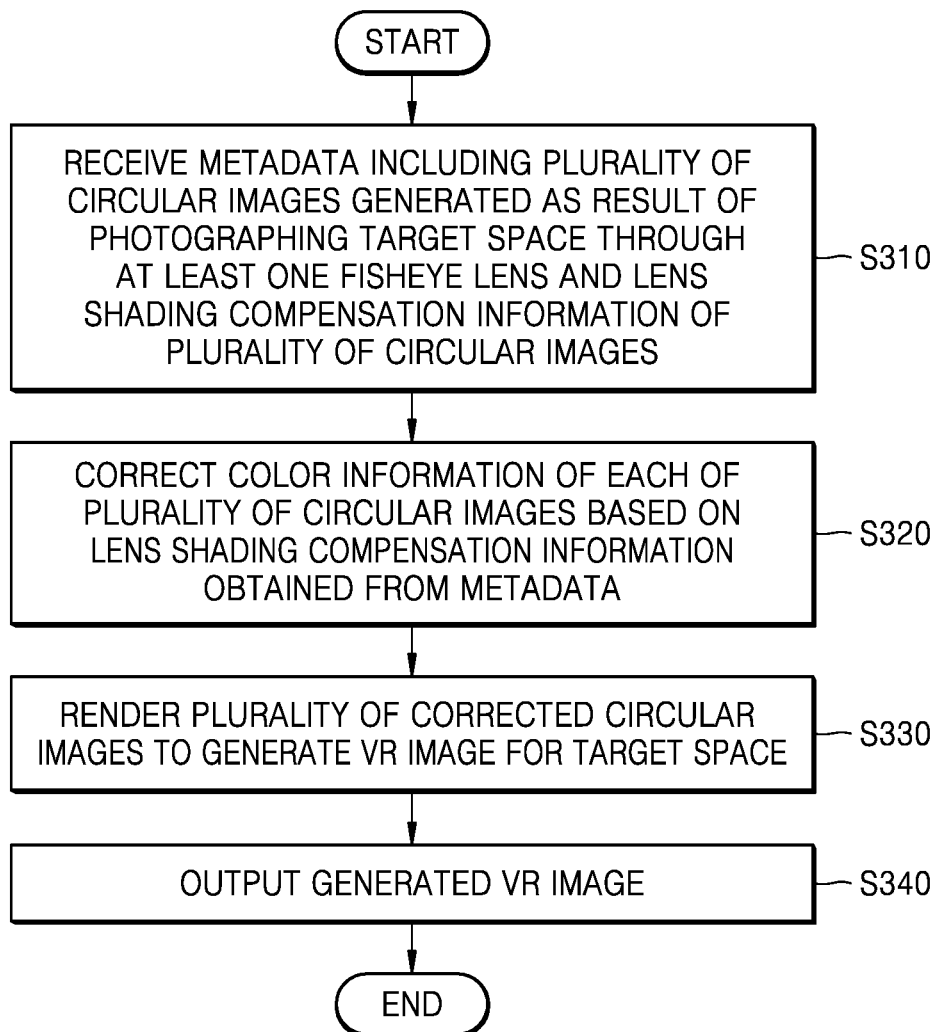 START
RECEIVE METADATA INCLUDING PLURALITY OF
CIRCULAR IMAGES GENERATED AS RESULT OF
PHOTOGRAPHING TARGET SPACE THROUGH
AT LEAST ONE FISHEYE LENS AND LENS
SHADING COMPENSATION INFORMATION OF
PLURALITY OF CIRCULAR IMAGES
S310
CORRECT COLOR INFORMATION OF EACH OF
PLURALITY OF CIRCULAR IMAGES BASED ON
LENS SHADING COMPENSATION INFORMATION
OBTAINED FROM METADATA
S320
RENDER PLURALITY OF CORRECTED CIRCULAR
IMAGES TO GENERATE VR IMAGE FOR TARGET SPACE
S330
OUTPUT GENERATED VR IMAGE
S340
END